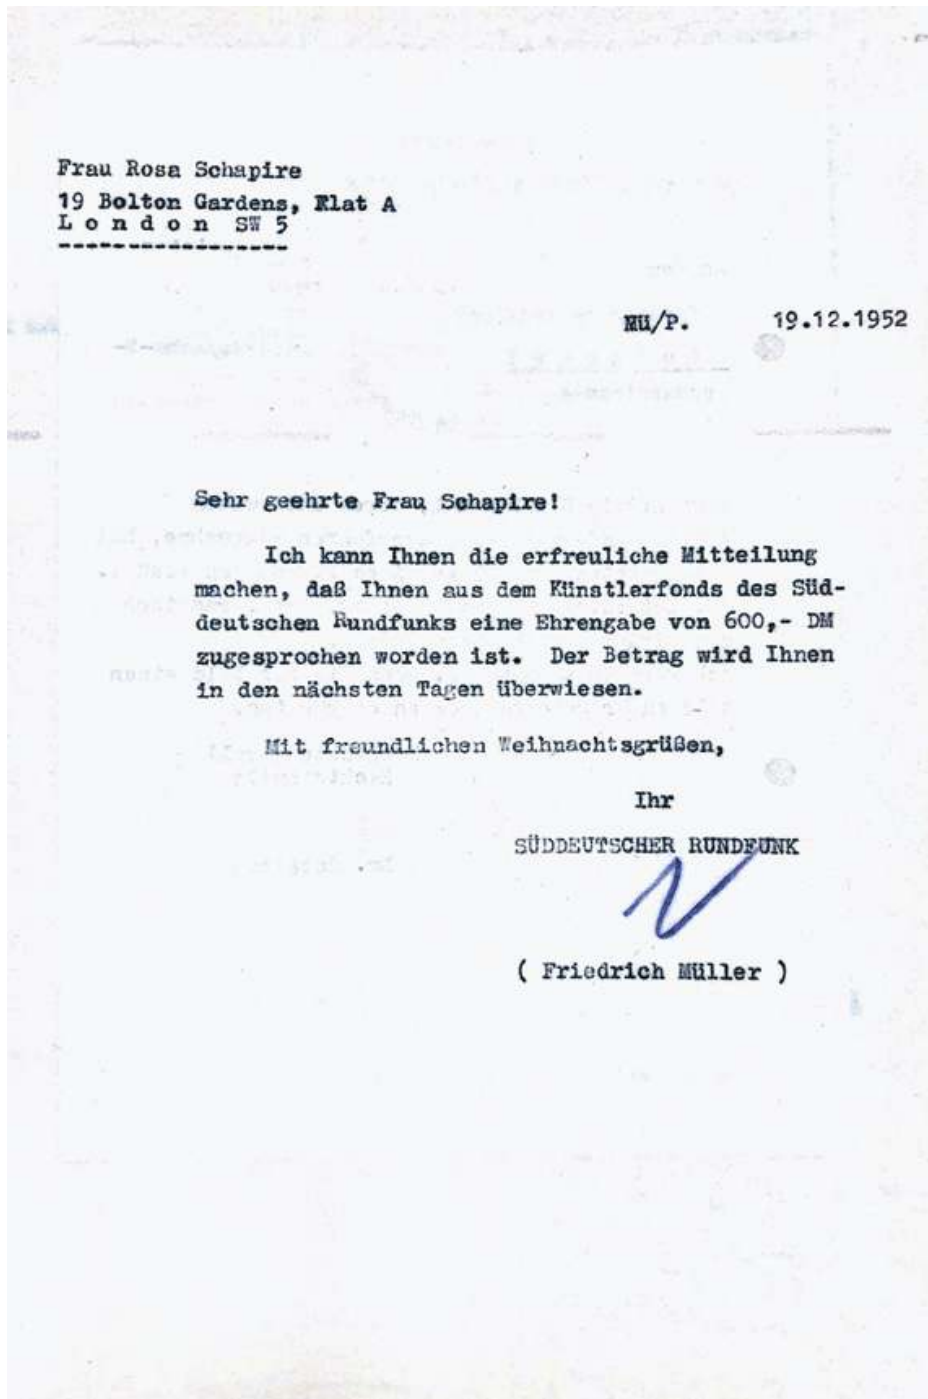 Frau Rosa Schapire
19 Bolton Gardens, Flat A
L o n d o n SW 5
-----------------
Mü/P. 19.12.1952
Sehr geehrte Frau Schapire!
Ich kann Ihnen die erfreuliche Mitteilung
machen, daß Ihnen aus dem Künstlerfonds des Süd-
deutschen Rundfunks eine Ehrengabe von 600,- DM
zugesprochen worden ist. Der Betrag wird Ihnen
in den nächsten Tagen überwiesen.
Mit freundlichen Weihnachtsgrüßen,
Ihr
SÜDDEUTSCHER RUNDFUNK
( Friedrich Müller )